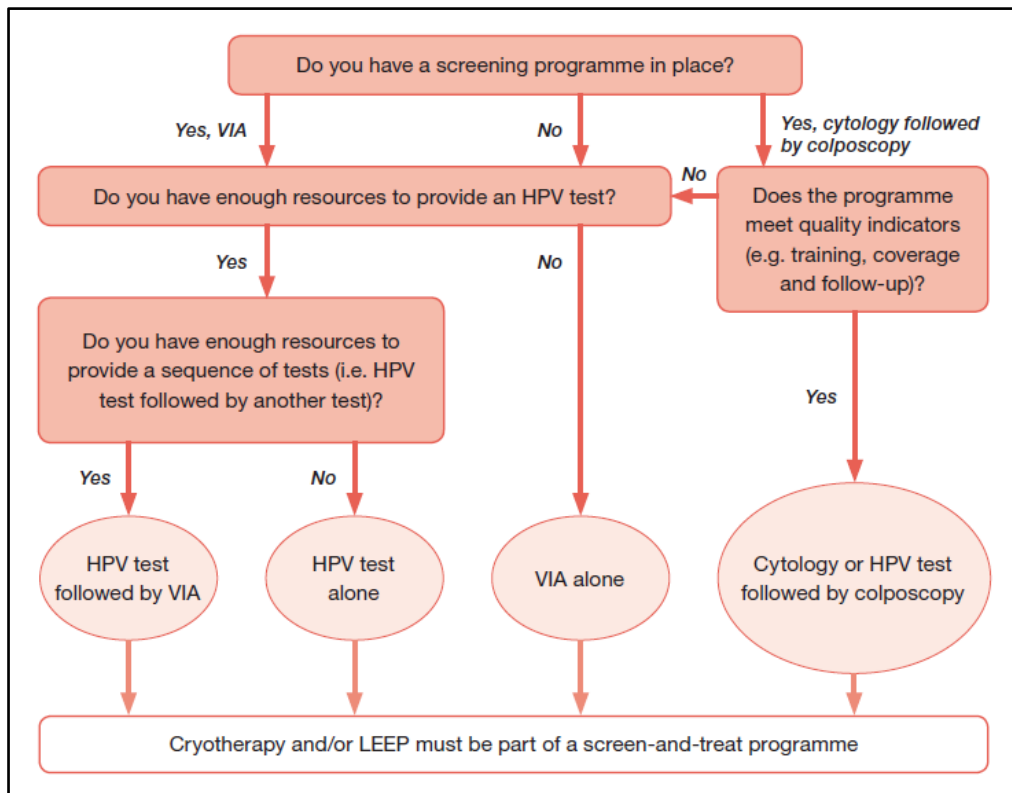 Do you have a screening programme in place?
Yes, VIA
No
Yes, cytology followed
by colposcopy
Do you have enough resources to provide an HPV test?
No
Does the programme
meet quality indicators
(e.g. training, coverage
and follow-up)?
Yes
No
Do you have enough resources to
provide a sequence of tests (i.e. HPV
test followed by another test)?
Yes
Yes
No
HPV test
followed by VIA
HPV test
alone
VIA alone
Cytology or HPV test
followed by colposcopy
Cryotherapy and/or LEEP must be part of a screen-and-treat programme